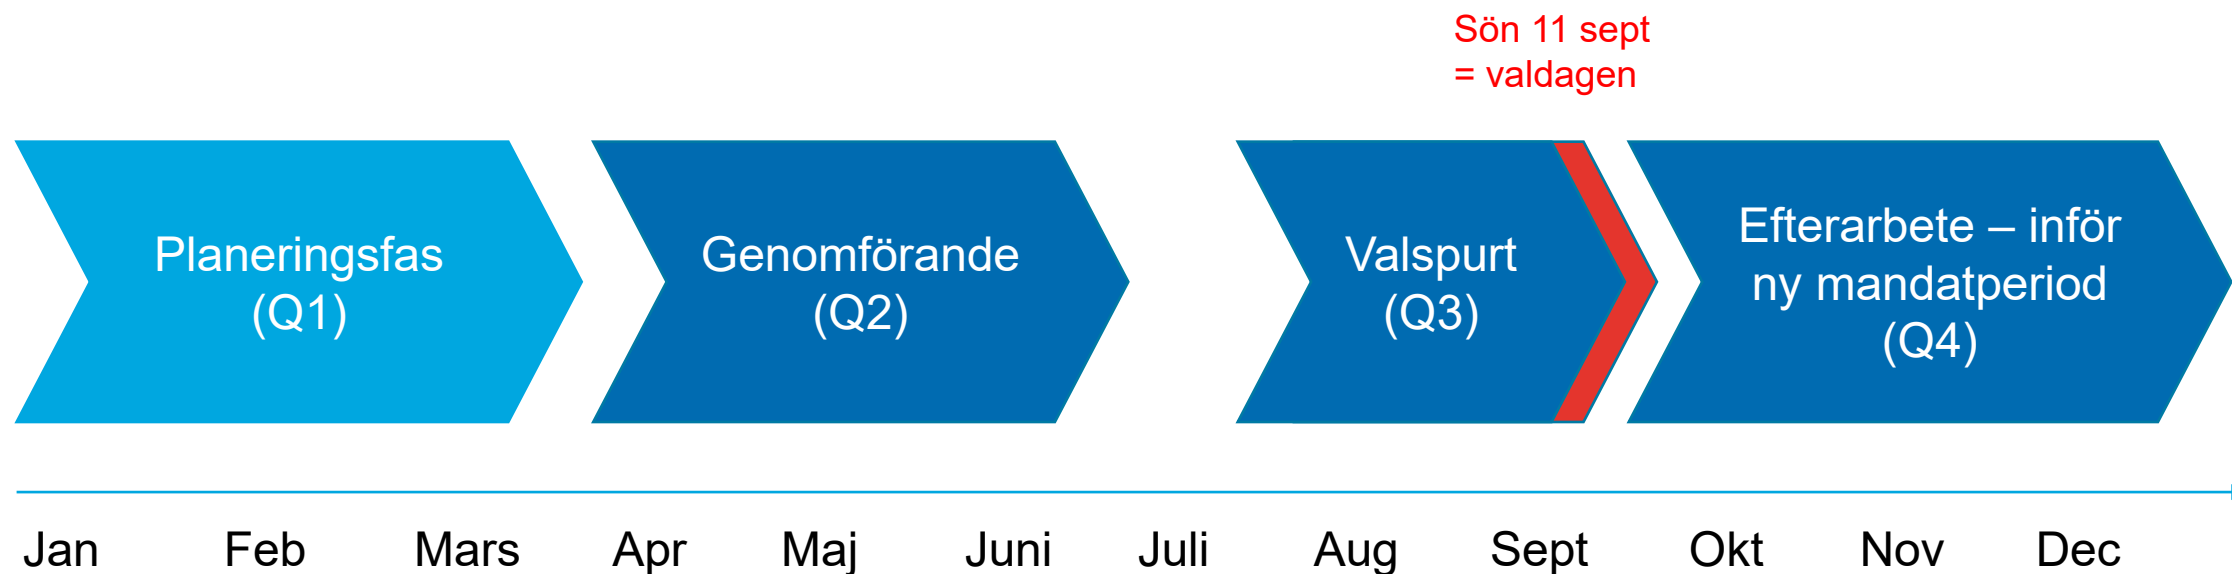 Sön 11 sept
= valdagen
Planeringsfas
(Q1)
Genomförande
(Q2)
Valspurt
(Q3)
Efterarbete – inför
ny mandatperiod
(Q4)
Jan Feb Mars Apr Maj Juni Juli Aug Sept Okt Nov Dec